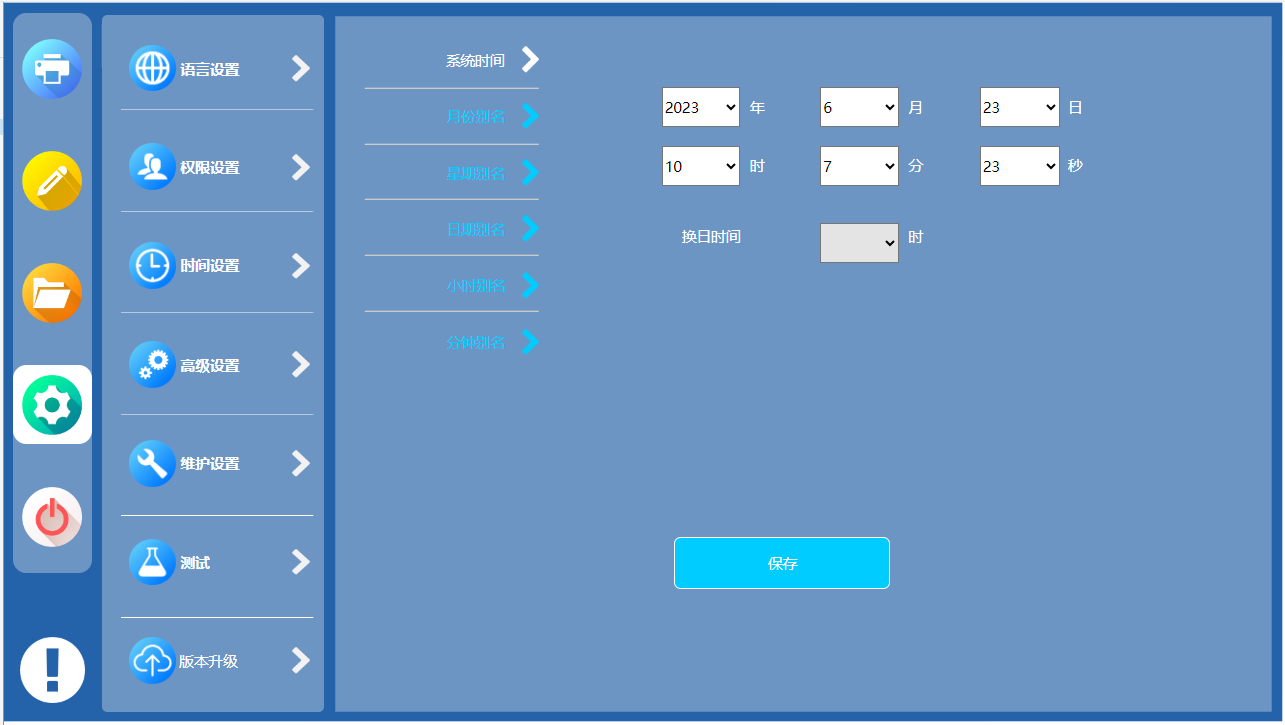 语言设置
权限设置
时间设置
高级设置
维护设置
测试
版本升级
系统时间
月份别名
星期别名
日期别名
小时别名
分钟别名
2023 年 6 月 23 日
10 时 7 分 23 秒
换日时间 时
保存